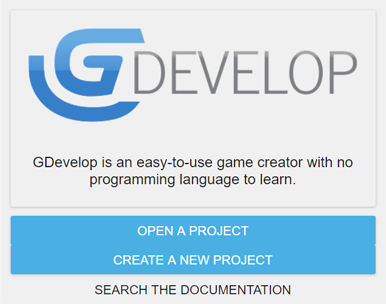 GDEVELOP
GDevelop is an easy-to-use game creator with no
programming language to learn.
OPEN A PROJECT
CREATE A NEW PROJECT
SEARCH THE DOCUMENTATION